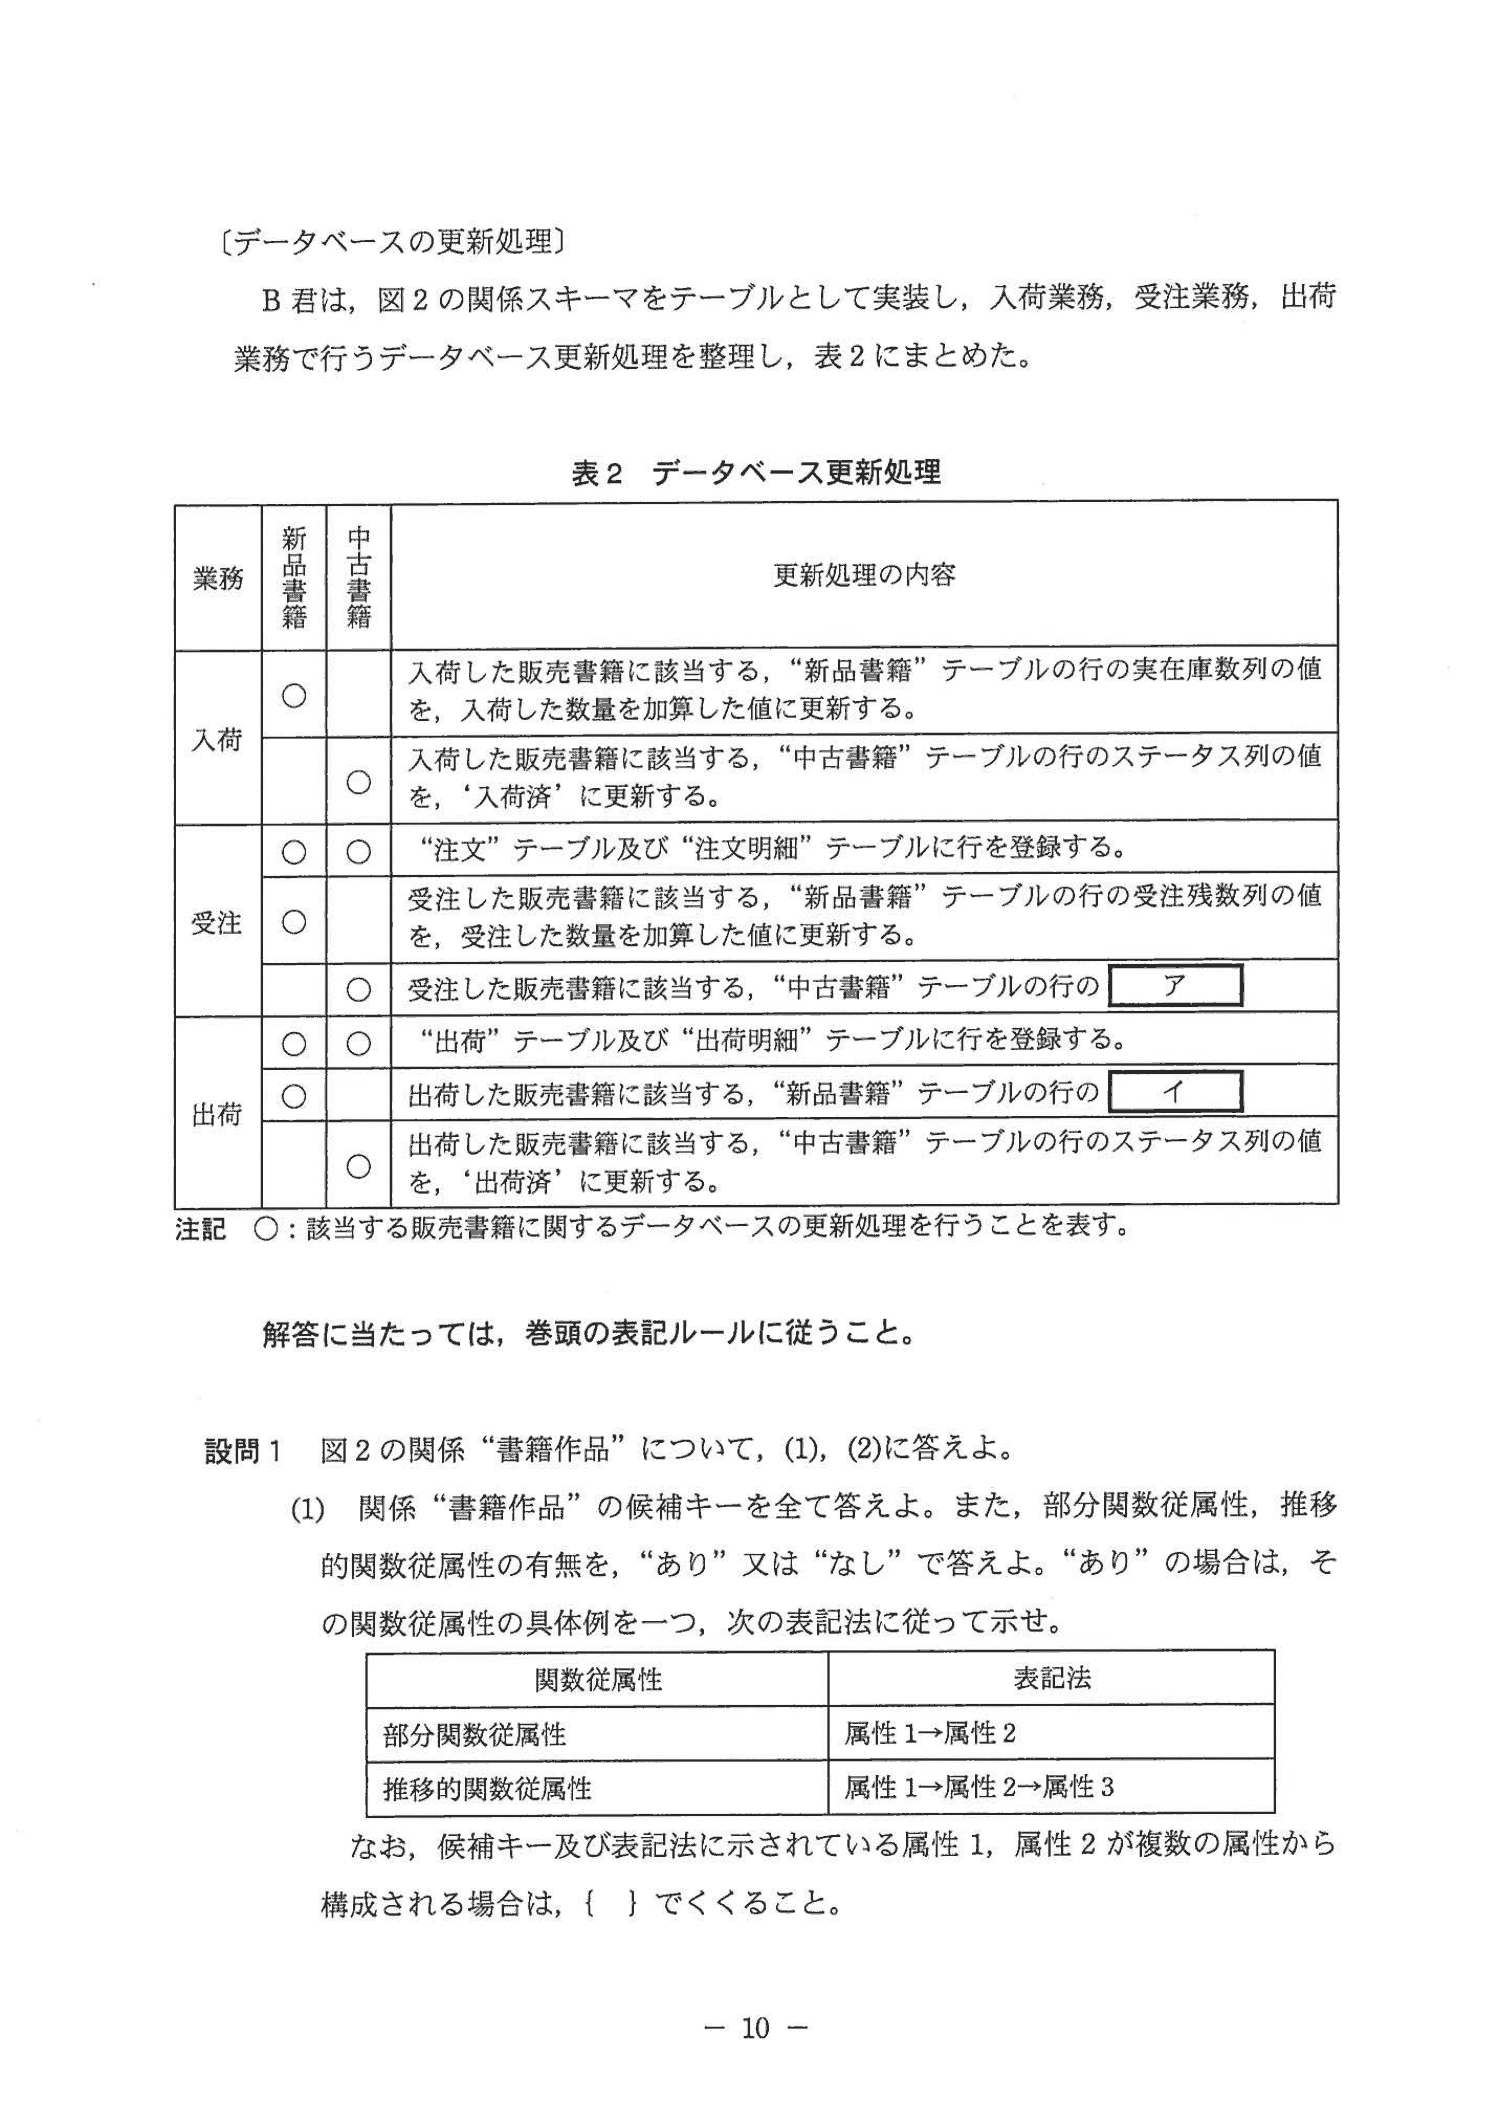 〔データベースの更新処理〕
B 君は，図 2 の関係スキーマをテーブルとして実装し，入荷業務，受注業務，出荷
業務で行うデータベース更新処理を整理し，表 2 にまとめた。
表 2　データベース更新処理
業務 新品書籍 中古書籍 更新処理の内容
入荷 ○ 入荷した販売書籍に該当する，“新品書籍” テーブルの行の実在庫数列の値
を，入荷した数量を加算した値に更新する。
○ 入荷した販売書籍に該当する，“中古書籍” テーブルの行のステータス列の値
を，‘入荷済’ に更新する。
受注 ○ ○ “注文” テーブル及び “注文明細” テーブルに行を登録する。
○ 受注した販売書籍に該当する，“新品書籍” テーブルの行の受注残数列の値
を，受注した数量を加算した値に更新する。
○ 受注した販売書籍に該当する，“中古書籍” テーブルの行の ア
出荷 ○ ○ “出荷” テーブル及び “出荷明細” テーブルに行を登録する。
○ 出荷した販売書籍に該当する，“新品書籍” テーブルの行の イ
○ 出荷した販売書籍に該当する，“中古書籍” テーブルの行のステータス列の値
を，‘出荷済’ に更新する。
注記　○：該当する販売書籍に関するデータベースの更新処理を行うことを表す。
解答に当たっては，巻頭の表記ルールに従うこと。
設問 1　図 2 の関係 “書籍作品” について，(1)，(2)に答えよ。
(1)　関係 “書籍作品” の候補キーを全て答えよ。また，部分関数従属性，推移
的関数従属性の有無を，“あり” 又は “なし” で答えよ。“あり” の場合は，そ
の関数従属性の具体例を一つ，次の表記法に従って示せ。
関数従属性 表記法
部分関数従属性 属性 1→属性 2
推移的関数従属性 属性 1→属性 2→属性 3
なお，候補キー及び表記法に示されている属性 1，属性 2 が複数の属性から
構成される場合は，{　} でくくること。
－ 10 －